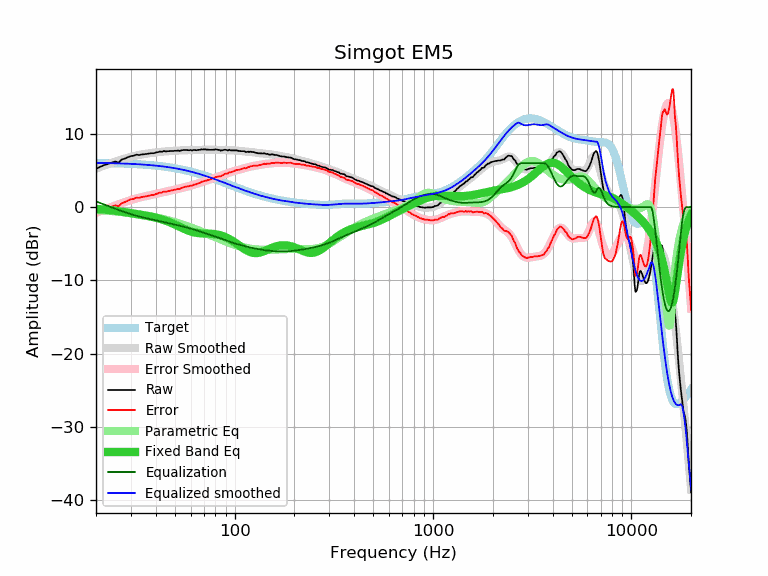 Simgot EM5
Amplitude (dBr)
10
0
−10
−20
−30
−40
Target
Raw Smoothed
Error Smoothed
Raw
Error
Parametric Eq
Fixed Band Eq
Equalization
Equalized smoothed
100
1000
10000
Frequency (Hz)